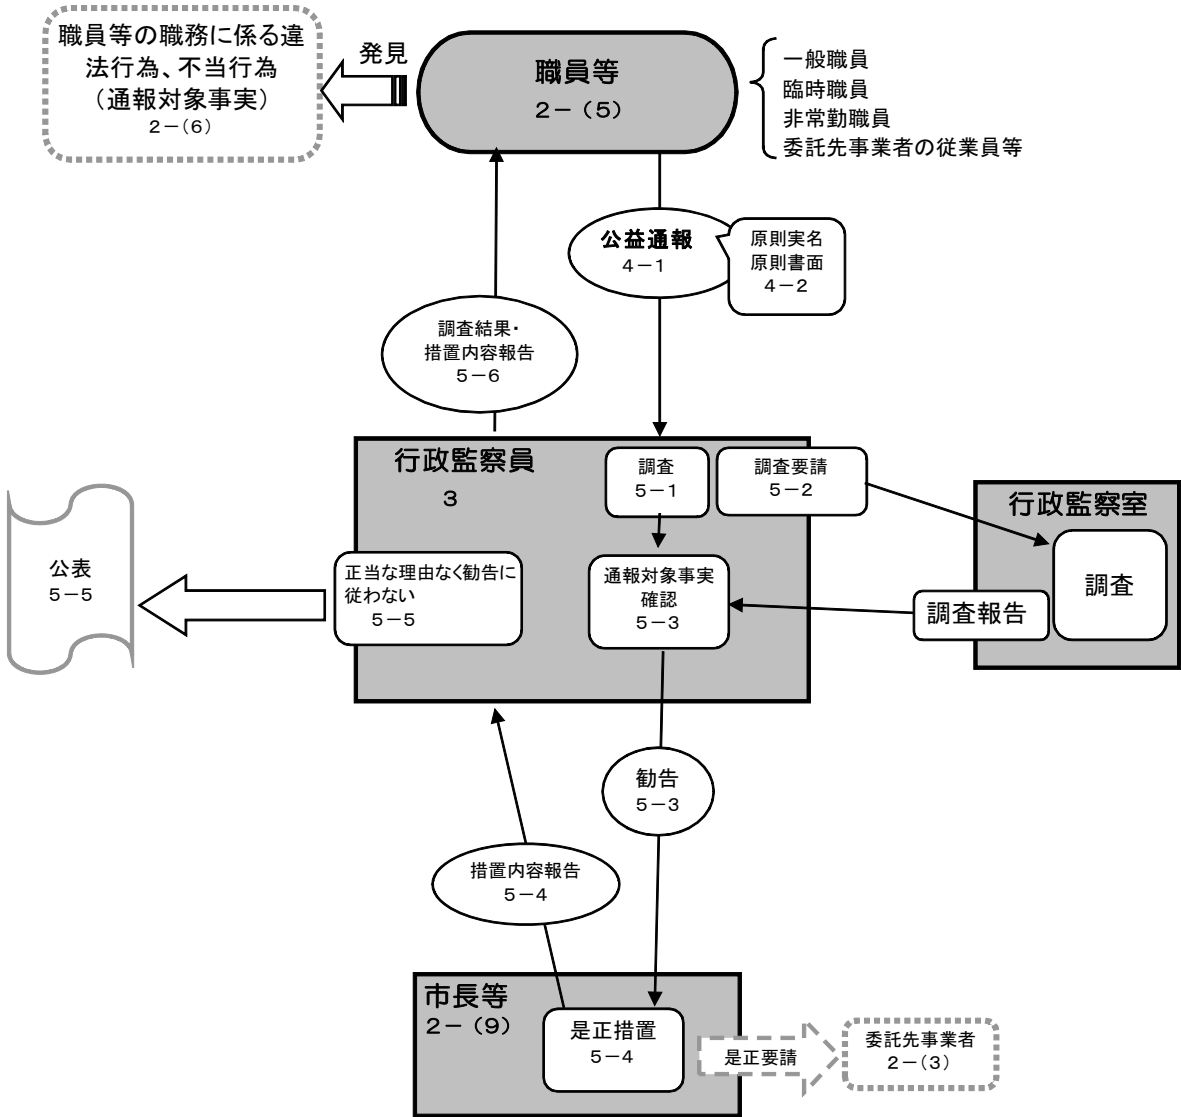 職員等の職務に係る違
法行為、不当行為
（通報対象事実）
２－（６）
発見
職員等
２－（５）
一般職員
臨時職員
非常勤職員
委託先事業者の従業員等
公益通報
４－１
原則実名
原則書面
４－２
調査結果・
措置内容報告
５－６
行政監察員
３
調査
５－１
調査要請
５－２
行政監察室
調査
調査報告
通報対象事実
確認
５－３
正当な理由なく勧告に
従わない
５－５
公表
５－５
勧告
５－３
措置内容報告
５－４
市長等
２－（９）
是正措置
５－４
是正要請
委託先事業者
２－（３）